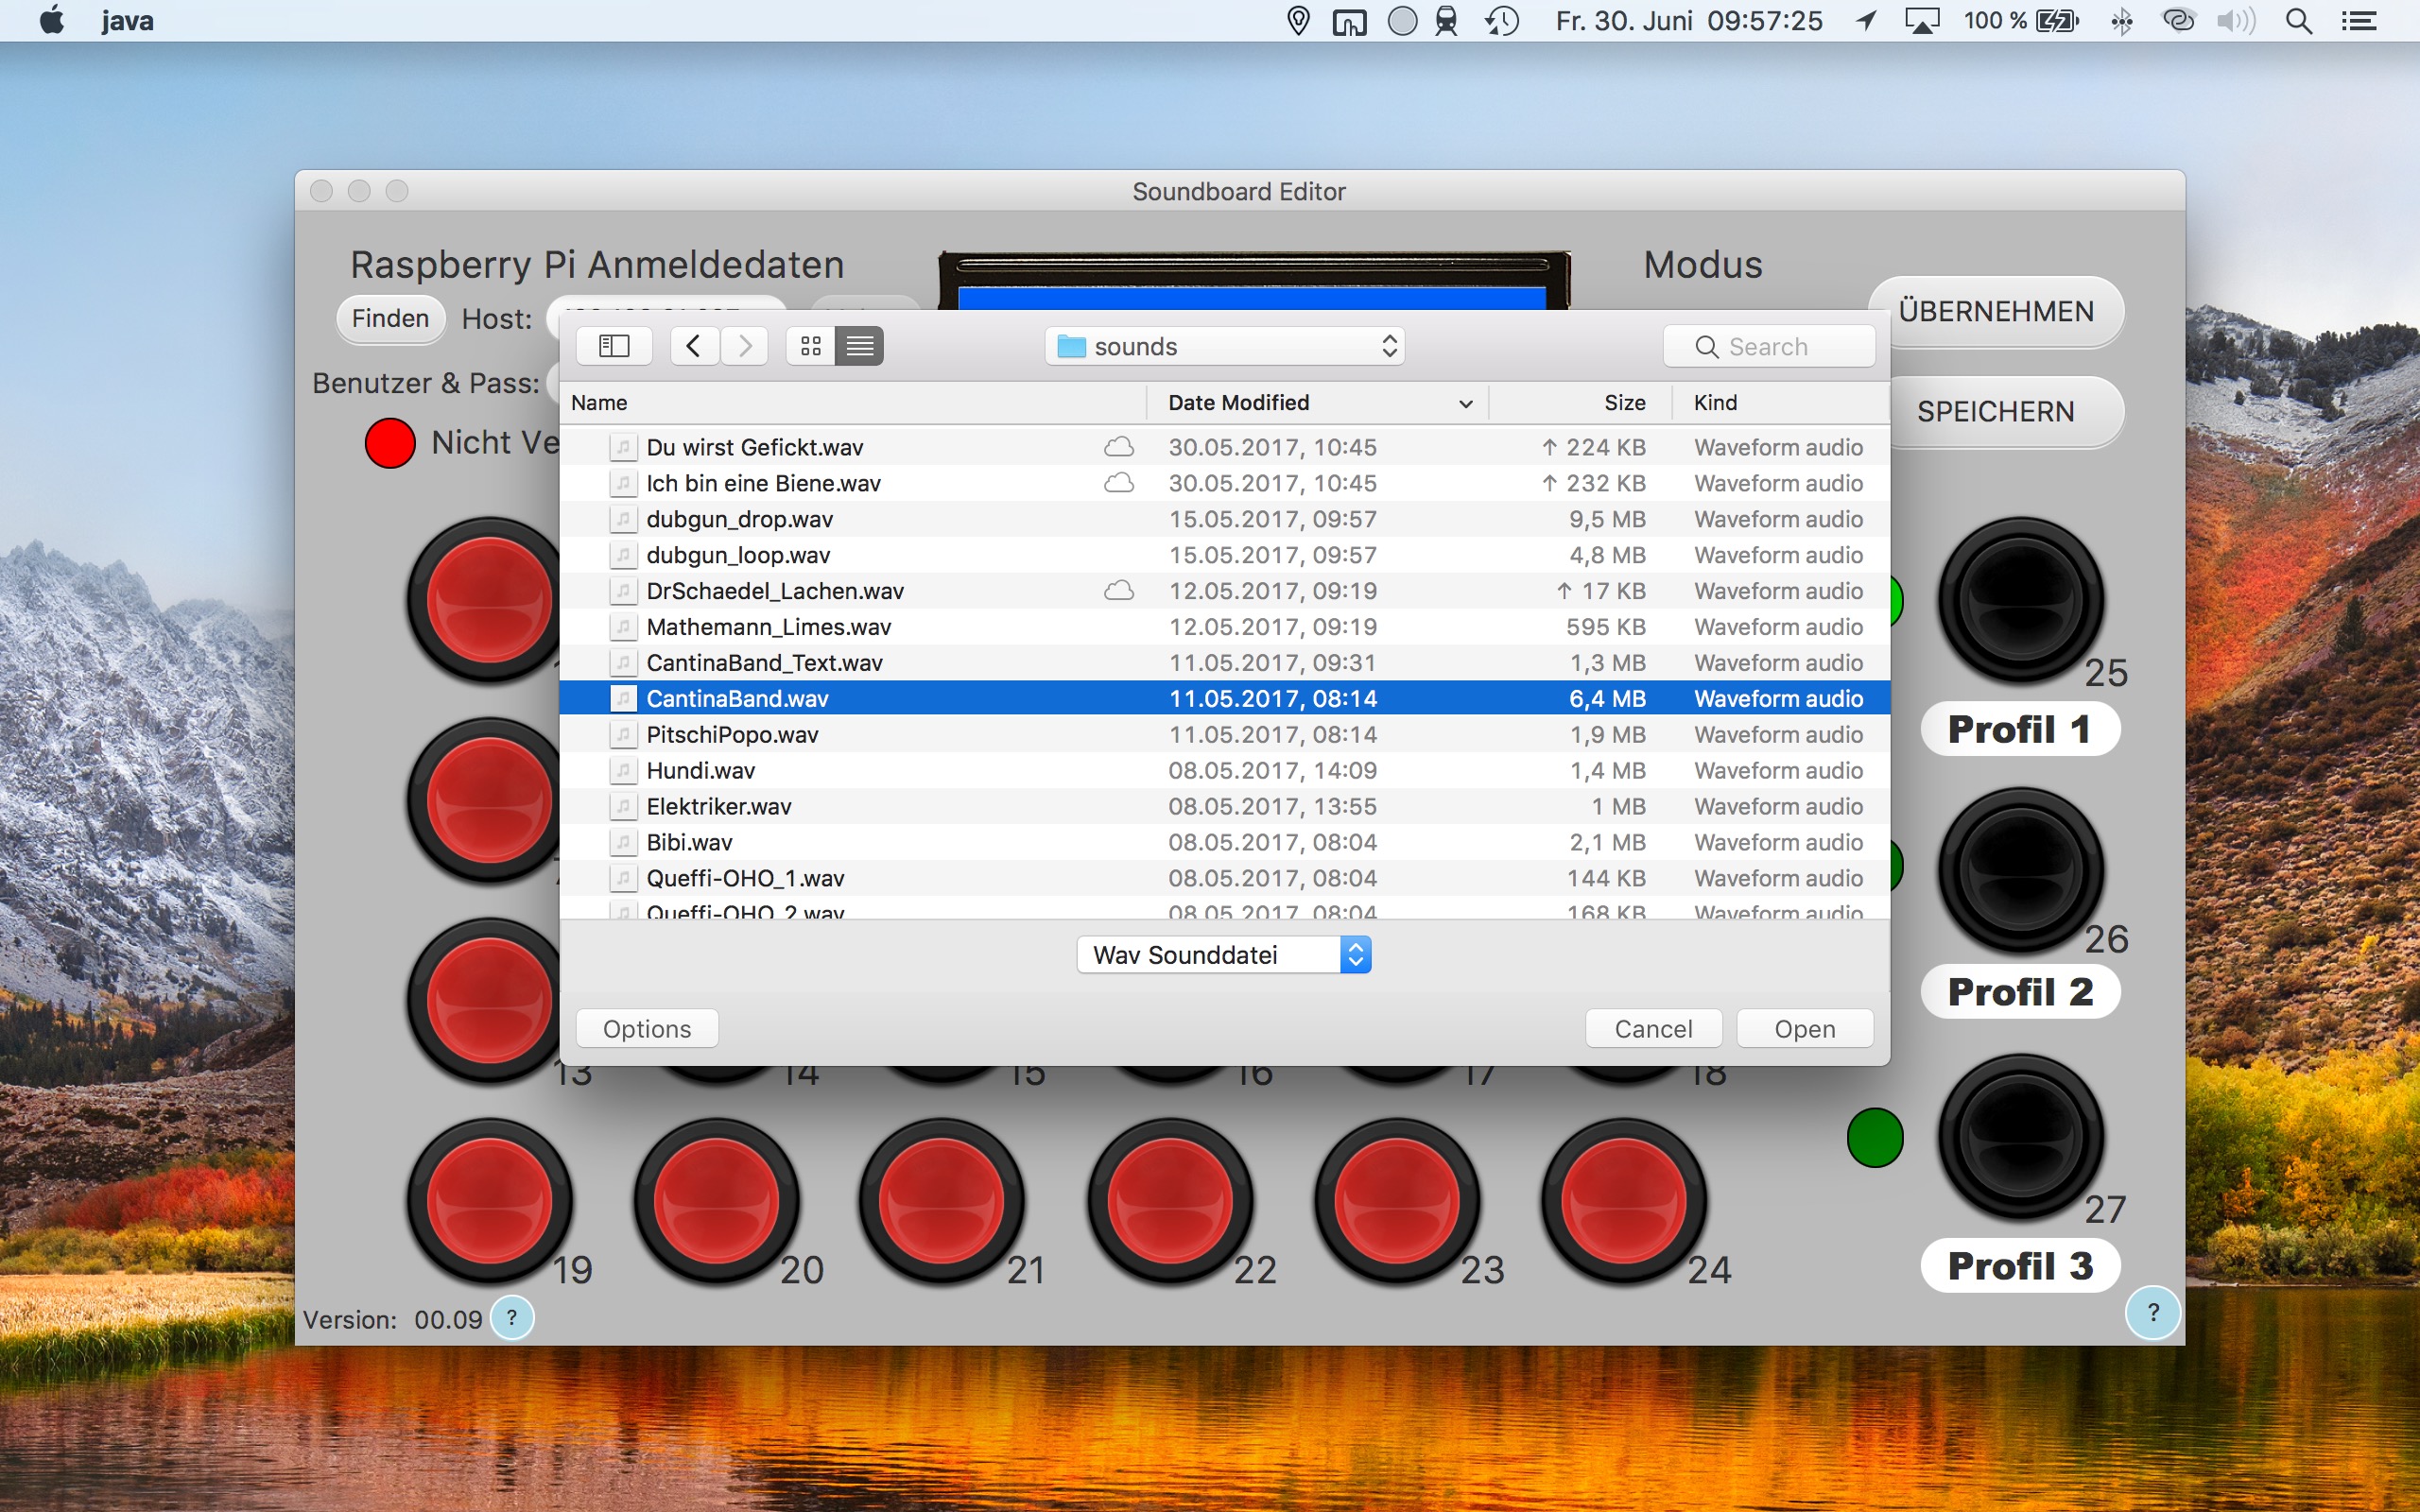 java
Fr. 30. Juni 09:57:25
100 %
Soundboard Editor
Raspberry Pi Anmeldedaten
Modus
Finden
Host:
ÜBERNEHMEN
Benutzer & Pass:
SPEICHERN
Nicht Ve
sounds
Search
Name
Date Modified
Size
Kind
Du wirst Gefickt.wav 30.05.2017, 10:45 ↑ 224 KB Waveform audio
Ich bin eine Biene.wav 30.05.2017, 10:45 ↑ 232 KB Waveform audio
dubgun_drop.wav 15.05.2017, 09:57 9,5 MB Waveform audio
dubgun_loop.wav 15.05.2017, 09:57 4,8 MB Waveform audio
DrSchaedel_Lachen.wav 12.05.2017, 09:19 ↑ 17 KB Waveform audio
Mathemann_Limes.wav 12.05.2017, 09:19 595 KB Waveform audio
CantinaBand_Text.wav 11.05.2017, 09:31 1,3 MB Waveform audio
CantinaBand.wav 11.05.2017, 08:14 6,4 MB Waveform audio
PitschiPopo.wav 11.05.2017, 08:14 1,9 MB Waveform audio
Hundi.wav 08.05.2017, 14:09 1,4 MB Waveform audio
Elektriker.wav 08.05.2017, 13:55 1 MB Waveform audio
Bibi.wav 08.05.2017, 08:04 2,1 MB Waveform audio
Queffi-OHO_1.wav 08.05.2017, 08:04 144 KB Waveform audio
Queffi-OHO_2.wav 08.05.2017, 08:04 168 KB Waveform audio
Wav Sounddatei
Options
Cancel
Open
25
Profil 1
26
Profil 2
13
14
15
16
17
18
27
Profil 3
19
20
21
22
23
24
Version: 00.09
?
?